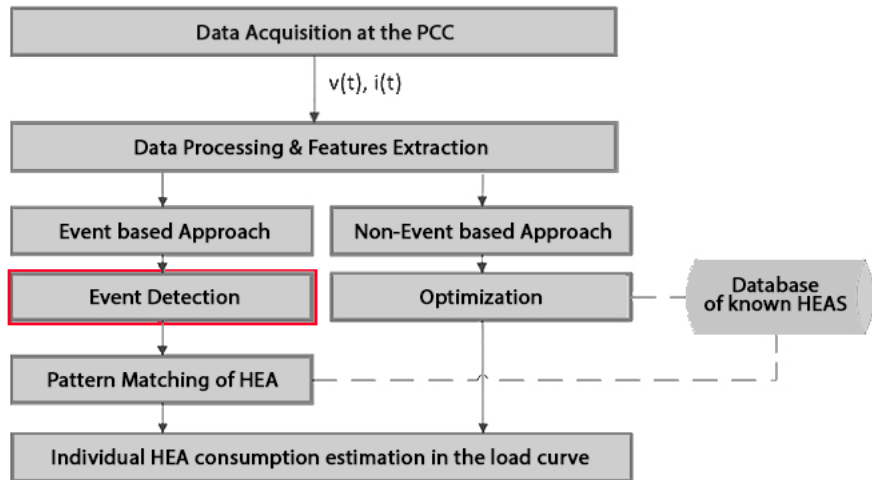 Data Acquisition at the PCC
v(t), i(t)
Data Processing & Features Extraction
Event based Approach
Non-Event based Approach
Event Detection
Optimization
Database
of known HEAS
Pattern Matching of HEA
Individual HEA consumption estimation in the load curve